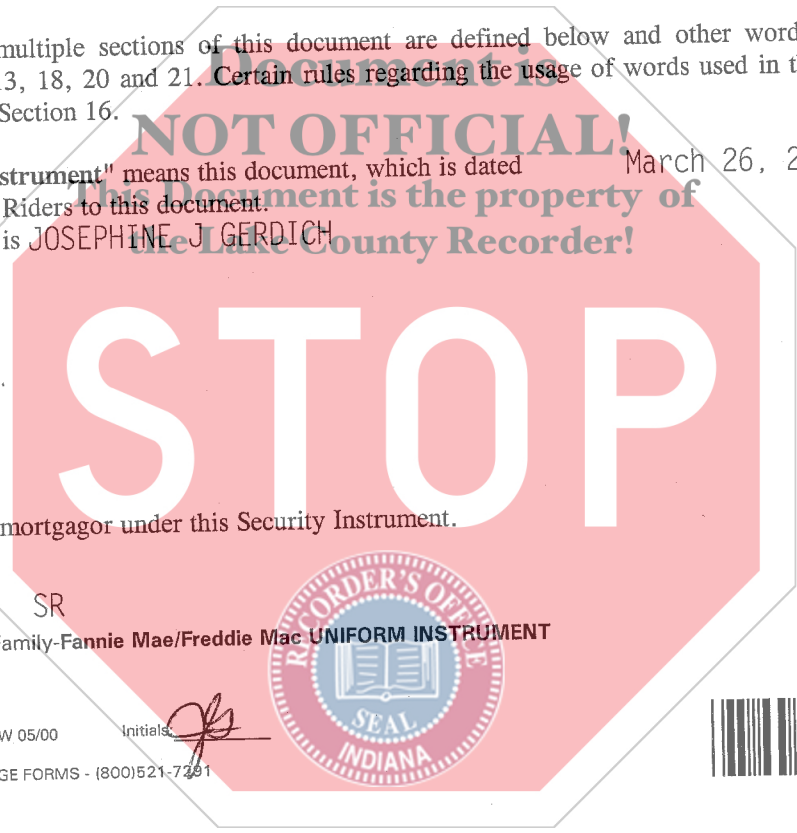 multiple sections of this document are defined below and other word
Document is
3, 18, 20 and 21. Certain rules regarding the usage of words used in t
Section 16.
NOT OFFICIAL!
strument" means this document, which is dated March 26, 2
This Document is the property of
Riders to this document.
is JOSEPHINE J GERDICH
the Lake County Recorder!
STOP
mortgagor under this Security Instrument.
SR
amily-Fannie Mae/Freddie Mac UNIFORM INSTRUMENT
RECORDER'S OFFICE
SEAL
INDIANA
W 05/00 Initials:
GE FORMS - (800)521-7291